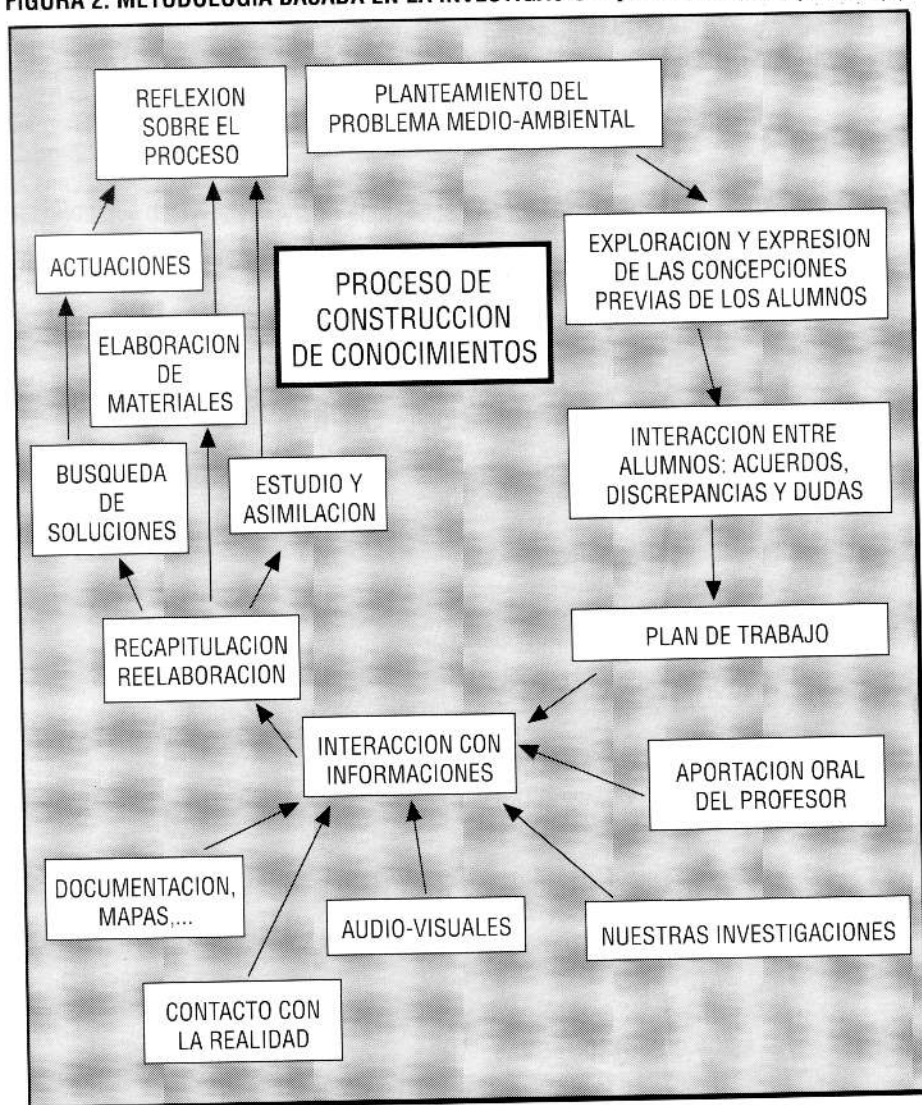 FIGURA 2. METODOLOGIA BASADA EN LA
REFLEXION
SOBRE EL
PROCESO
PLANTEAMIENTO DEL
PROBLEMA MEDIO-AMBIENTAL
ACTUACIONES
PROCESO DE
CONSTRUCCION
DE CONOCIMIENTOS
EXPLORACION Y EXPRESION
DE LAS CONCEPCIONES
PREVIAS DE LOS ALUMNOS
ELABORACION
DE
MATERIALES
INTERACCION ENTRE
ALUMNOS: ACUERDOS,
DISCREPANCIAS Y DUDAS
BUSQUEDA
DE
SOLUCIONES
ESTUDIO Y
ASIMILACION
PLAN DE TRABAJO
RECAPITULACION
REELABORACION
INTERACCION CON
INFORMACIONES
APORTACION ORAL
DEL PROFESOR
DOCUMENTACION,
MAPAS,...
AUDIO-VISUALES
NUESTRAS INVESTIGACIONES
CONTACTO CON
LA REALIDAD